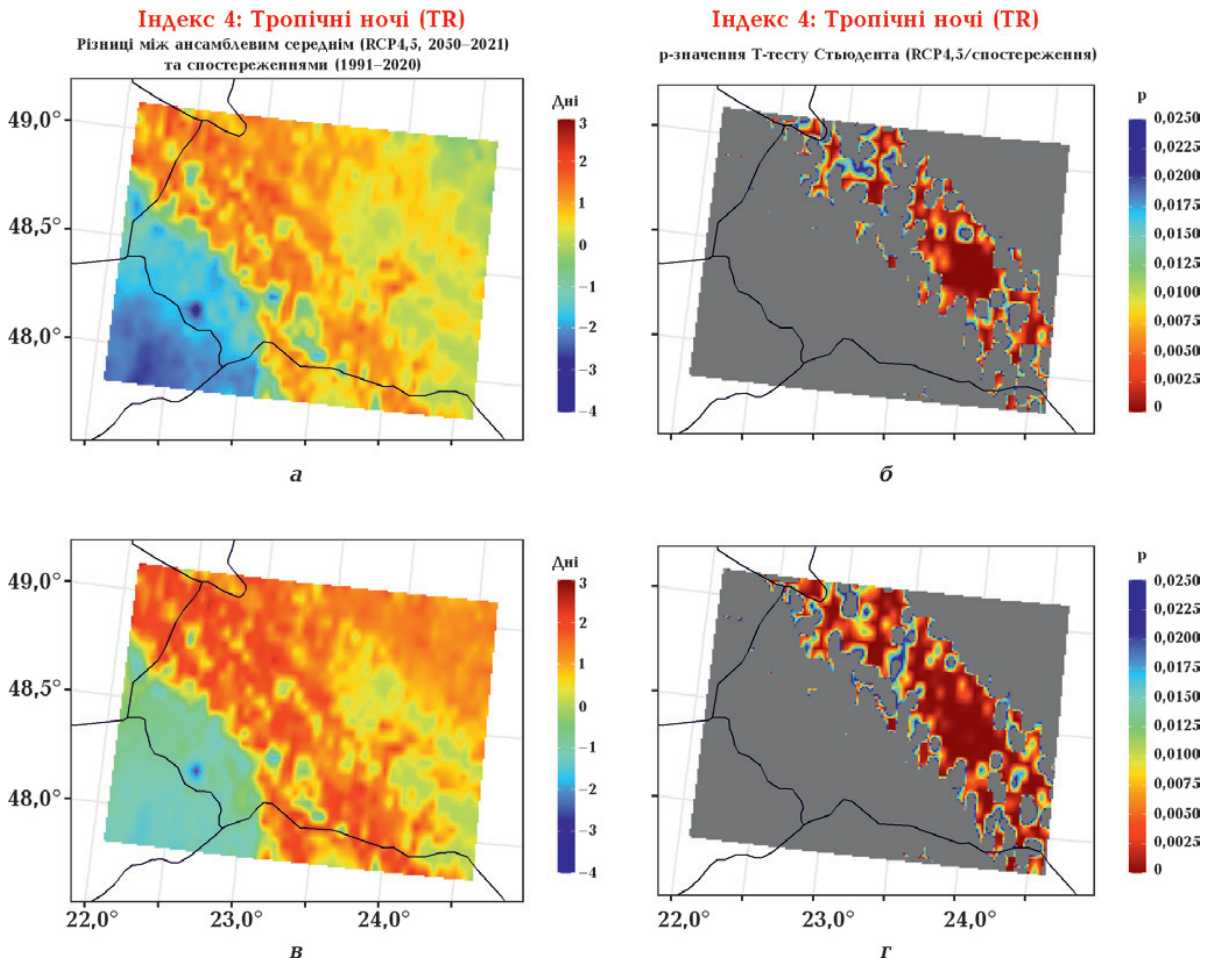 Індекс 4: Тропічні ночі (TR)
Різниці між ансамблевим середнім (RCP4,5, 2050–2021)
та спостереженнями (1991–2020)
Індекс 4: Тропічні ночі (TR)
р-значення Т-тесту Стьюдента (RCP4,5/спостереження)
49,0°
48,5°
48,0°
Дні
3
2
1
0
−1
−2
−3
−4
р
0,0250
0,0225
0,0200
0,0175
0,0150
0,0125
0,0100
0,0075
0,0050
0,0025
0
а
б
49,0°
48,5°
48,0°
Дні
3
2
1
0
−1
−2
−3
−4
р
0,0250
0,0225
0,0200
0,0175
0,0150
0,0125
0,0100
0,0075
0,0050
0,0025
0
22,0° 23,0° 24,0°
22,0° 23,0° 24,0°
в
г